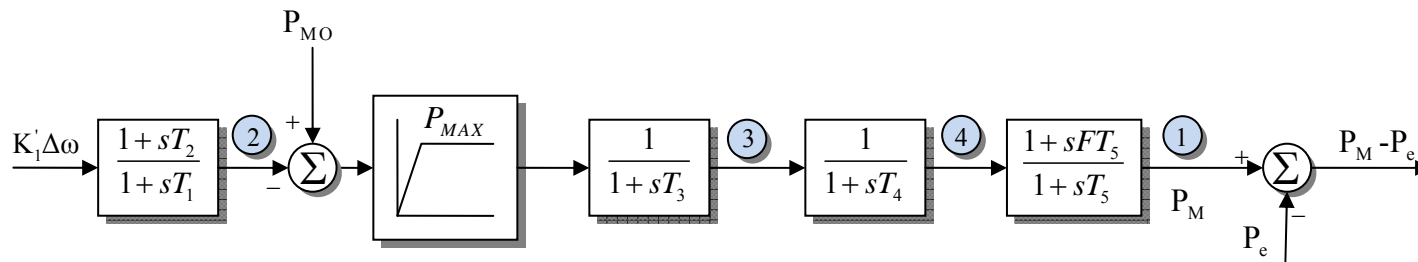 P_MO
K'_1Δω
1 + sT_2
1 + sT_1
2
+
−
Σ
P_MAX
1
1 + sT_3
3
1
1 + sT_4
4
1 + sFT_5
1 + sT_5
1
P_M
+
−
Σ
P_M -P_e
P_e